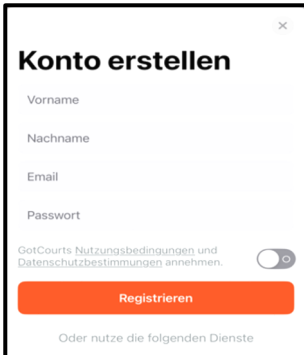 Konto erstellen
Vorname
Nachname
Email
Passwort
GotCourts Nutzungsbedingungen und
Datenschutzbestimmungen annehmen.
Registrieren
Oder nutze die folgenden Dienste